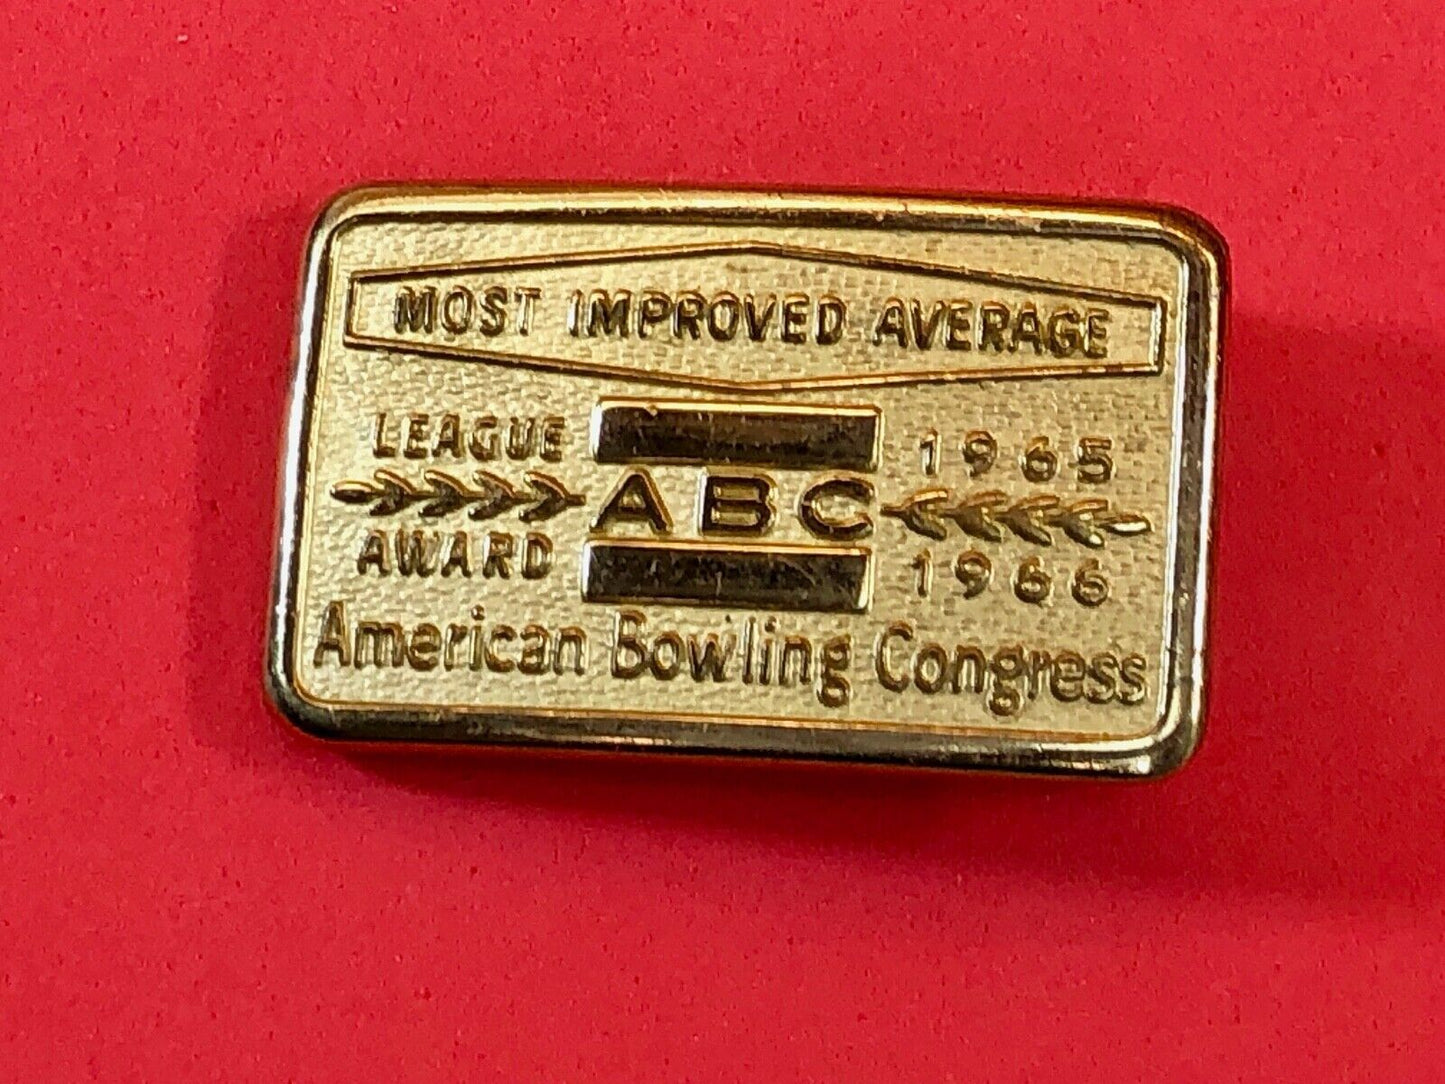 MOST IMPROVED AVERAGE
LEAGUE 1965
ABC
AWARD 1966
American Bowling Congress